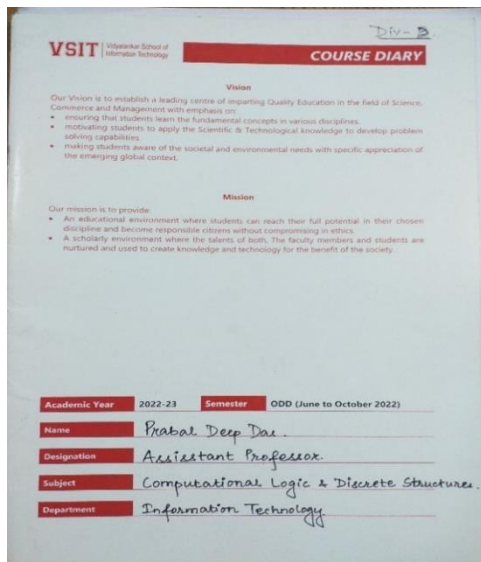 Div- B
VSIT Vidyalankar School of
Information Technology
COURSE DIARY
Vision
Our Vision is to establish a leading centre of imparting Quality Education in the field of Science,
Commerce and Management with emphasis on:
• ensuring that students learn the fundamental concepts in various disciplines.
• motivating students to apply the Scientific & Technological knowledge to develop problem
solving capabilities.
• making students aware of the societal and environmental needs with specific appreciation of
the emerging global context.
Mission
Our mission is to provide:
• An educational environment where students can reach their full potential in their chosen
discipline and become responsible citizens without compromising in ethics.
• A scholarly environment where the talents of both, The faculty members and students are
nurtured and used to create knowledge and technology for the benefit of the society.
Academic Year 2022-23 Semester ODD (June to October 2022)
Name Prabal Deep Das.
Designation Assisstant Professor.
Subject Computational Logic & Discrete Structures.
Department Information Technology